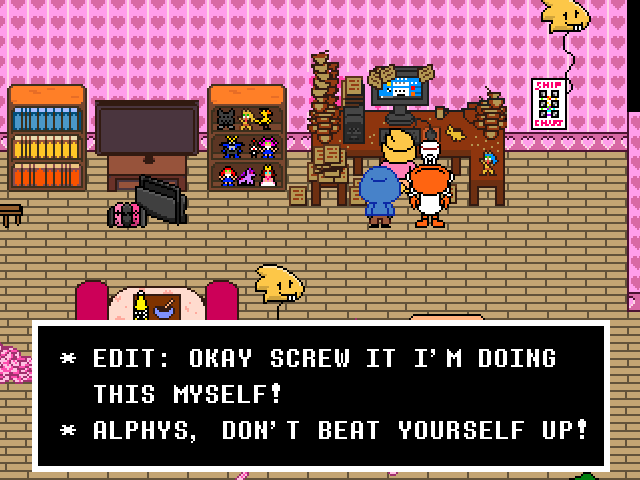 SHIP
CHART
* EDIT: OKAY SCREW IT I'M DOING
THIS MYSELF!
* ALPHYS, DON'T BEAT YOURSELF UP!